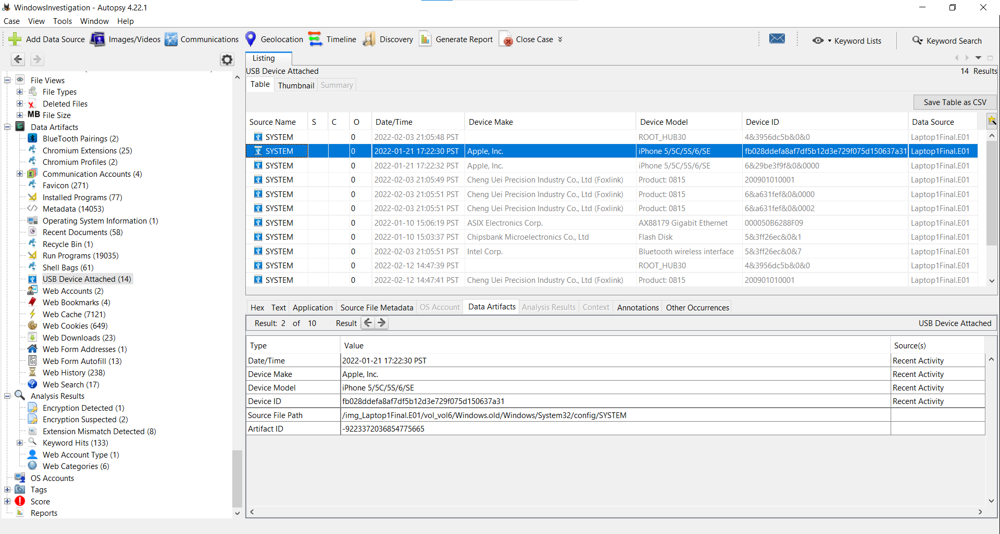 WindowsInvestigation - Autopsy 4.22.1
Case View Tools Window Help
Add Data Source Images/Videos Communications Geolocation Timeline Discovery Generate Report Close Case Keyword Lists Keyword Search
File Views
File Types
Deleted Files
MB File Size
Data Artifacts
BlueTooth Pairings (2)
Chromium Extensions (25)
Chromium Profiles (2)
Communication Accounts (4)
Favicon (271)
Installed Programs (77)
Metadata (14053)
Operating System Information (1)
Recent Documents (58)
Recycle Bin (1)
Run Programs (19035)
Shell Bags (61)
USB Device Attached (14)
Web Accounts (2)
Web Bookmarks (4)
Web Cache (7121)
Web Cookies (649)
Web Downloads (23)
Web Form Addresses (1)
Web Form Autofill (13)
Web History (238)
Web Search (17)
Analysis Results
Encryption Detected (1)
Encryption Suspected (2)
Extension Mismatch Detected (8)
Keyword Hits (133)
Web Account Type (1)
Web Categories (6)
OS Accounts
Tags
Score
Reports
Listing
USB Device Attached 14 Results
Table Thumbnail Summary
Save Table as CSV
Source Name S C O Date/Time Device Make Device Model Device ID Data Source
SYSTEM 0 2022-02-03 21:05:48 PST ROOT_HUB30 4&3956dc5b&0&0 Laptop1Final.E01
SYSTEM 0 2022-01-21 17:22:30 PST Apple, Inc. iPhone 5/5C/5S/6/SE fb028ddefa8af7df5b12d3e729f075d150637a31 Laptop1Final.E01
SYSTEM 0 2022-01-21 17:22:32 PST Apple, Inc. iPhone 5/5C/5S/6/SE 6&29be3f9f&0&0000 Laptop1Final.E01
SYSTEM 0 2022-02-03 21:05:49 PST Cheng Uei Precision Industry Co., Ltd (Foxlink) Product: 0815 200901010001 Laptop1Final.E01
SYSTEM 0 2022-02-03 21:05:51 PST Cheng Uei Precision Industry Co., Ltd (Foxlink) Product: 0815 6&a631fef&0&0000 Laptop1Final.E01
SYSTEM 0 2022-02-03 21:05:51 PST Cheng Uei Precision Industry Co., Ltd (Foxlink) Product: 0815 6&a631fef&0&0002 Laptop1Final.E01
SYSTEM 0 2022-01-10 15:06:19 PST ASIX Electronics Corp. AX88179 Gigabit Ethernet 000050B6288F09 Laptop1Final.E01
SYSTEM 0 2022-01-10 15:03:37 PST Chipsbank Microelectronics Co., Ltd Flash Disk 5&3ff26ec&0&1 Laptop1Final.E01
SYSTEM 0 2022-02-03 21:05:51 PST Intel Corp. Bluetooth wireless interface 5&3ff26ec&0&7 Laptop1Final.E01
SYSTEM 0 2022-02-12 14:47:39 PST ROOT_HUB30 4&3956dc5b&0&0 Laptop1Final.E01
SYSTEM 0 2022-02-12 14:47:41 PST Cheng Uei Precision Industry Co., Ltd (Foxlink) Product: 0815 200901010001 Laptop1Final.E01
Hex Text Application Source File Metadata OS Account Data Artifacts Analysis Results Context Annotations Other Occurrences
Result: 2 of 10 Result USB Device Attached
Type Value Source(s)
Date/Time 2022-01-21 17:22:30 PST Recent Activity
Device Make Apple, Inc. Recent Activity
Device Model iPhone 5/5C/5S/6/SE Recent Activity
Device ID fb028ddefa8af7df5b12d3e729f075d150637a31 Recent Activity
Source File Path /img_Laptop1Final.E01/vol_vol6/Windows.old/Windows/System32/config/SYSTEM
Artifact ID -9223372036854775665